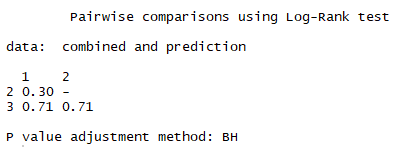 Pairwise comparisons using Log-Rank test
data:  combined and prediction
  1    2
2 0.30 -
3 0.71 0.71
P value adjustment method: BH